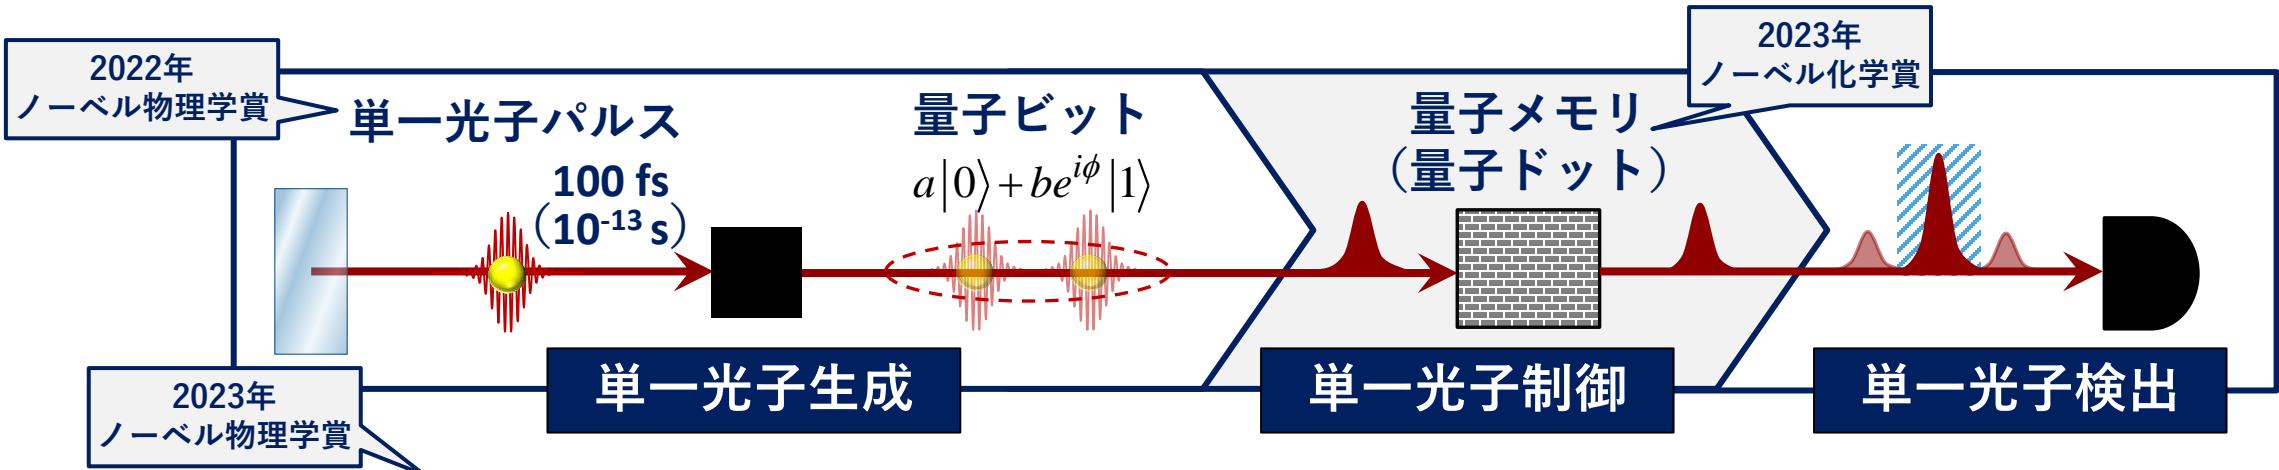 2022年
ノーベル物理学賞
単一光子パルス
100 fs
（10⁻¹³ s）
量子ビット
a|0⟩+be^{iϕ}|1⟩
2023年
ノーベル化学賞
量子メモリ
（量子ドット）
単一光子生成
単一光子制御
単一光子検出
2023年
ノーベル物理学賞